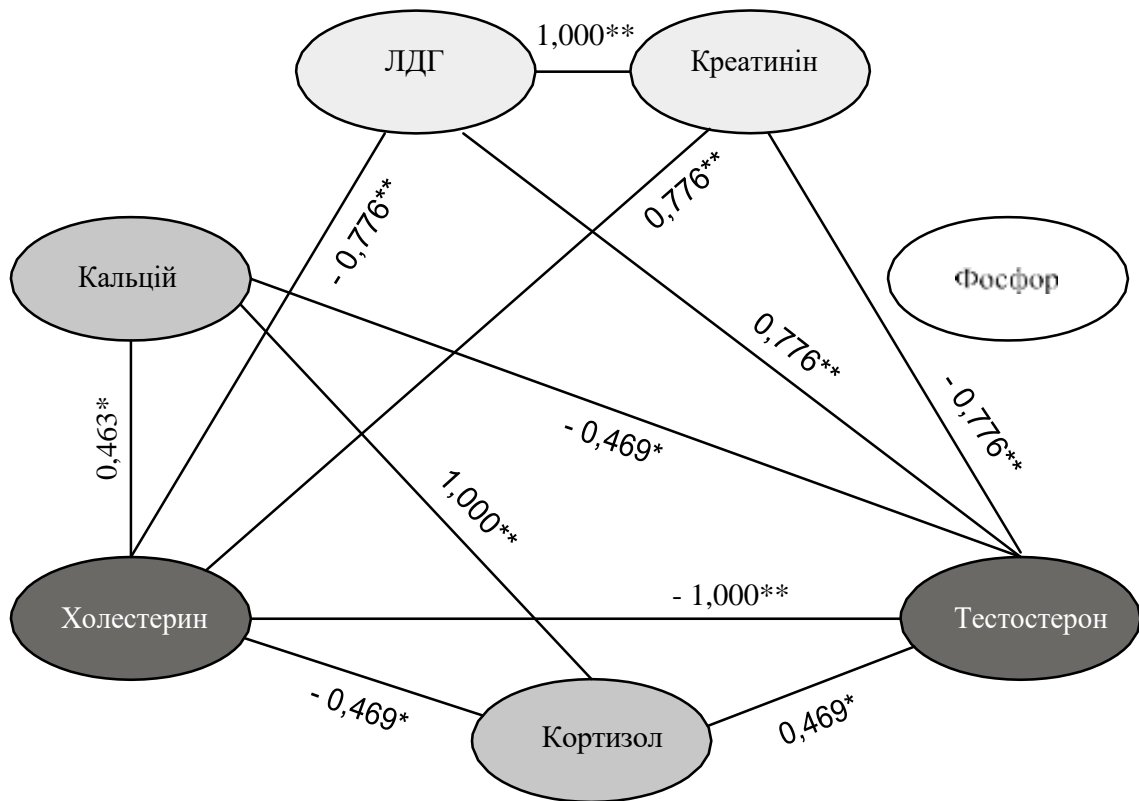 1,000**
ЛДГ
Креатинін
- 0,776**
0,776**
Кальцій
Фосфор
0,776**
- 0,776**
0,463*
- 0,469*
1,000**
- 1,000**
Холестерин
Тестостерон
- 0,469*
0,469*
Кортизол